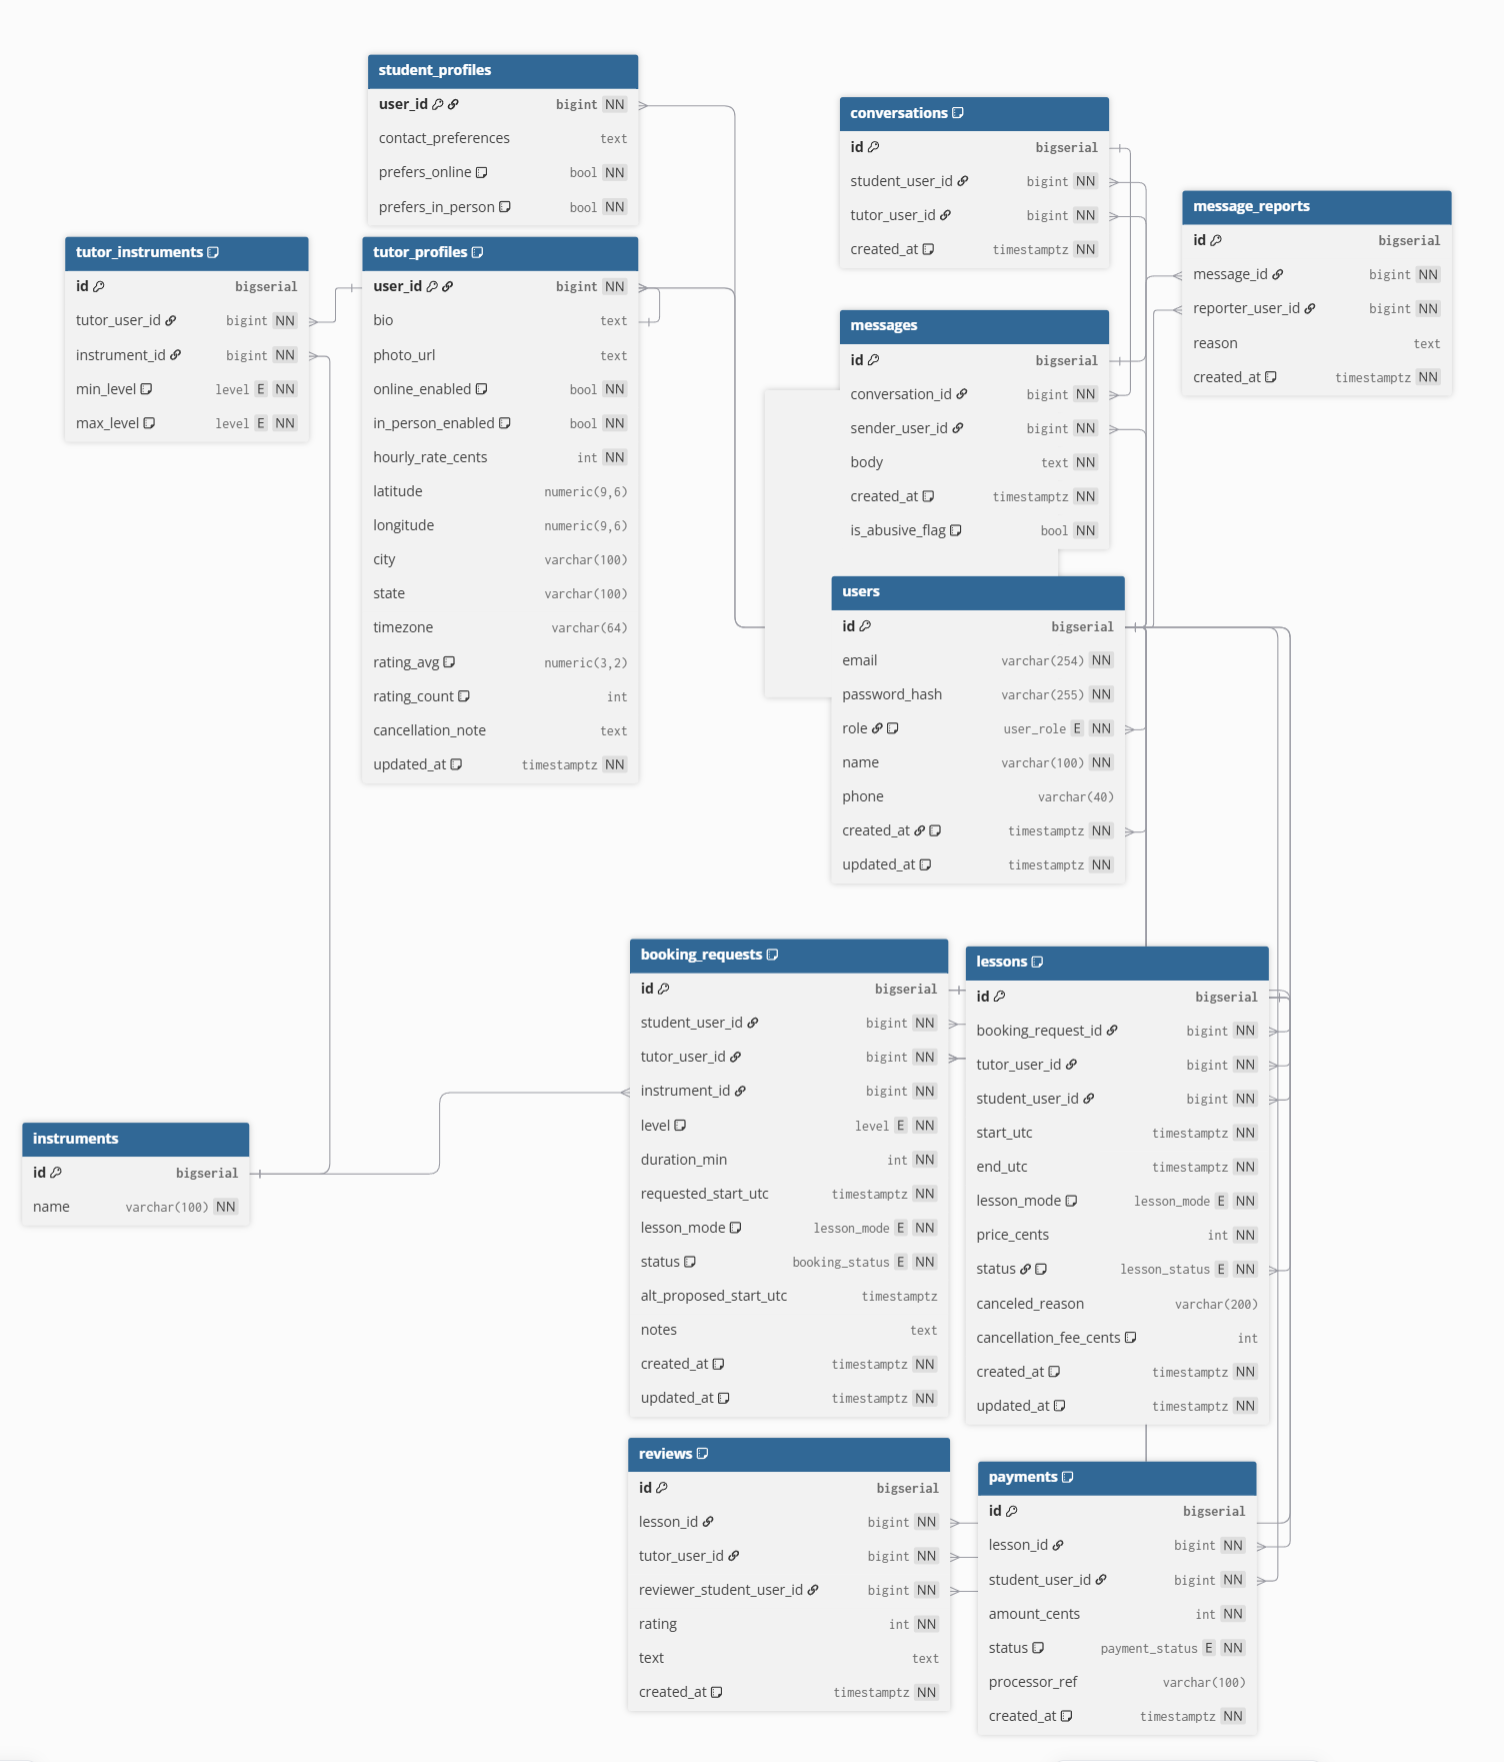 student_profiles
user_id bigint NN
contact_preferences text
prefers_online bool NN
prefers_in_person bool NN
conversations
id bigserial
student_user_id bigint NN
tutor_user_id bigint NN
created_at timestamptz NN
message_reports
id bigserial
message_id bigint NN
reporter_user_id bigint NN
reason text
created_at timestamptz NN
tutor_instruments
id bigserial
tutor_user_id bigint NN
instrument_id bigint NN
min_level level E NN
max_level level E NN
tutor_profiles
user_id bigint NN
bio text
photo_url text
online_enabled bool NN
in_person_enabled bool NN
hourly_rate_cents int NN
latitude numeric(9,6)
longitude numeric(9,6)
city varchar(100)
state varchar(100)
timezone varchar(64)
rating_avg numeric(3,2)
rating_count int
cancellation_note text
updated_at timestamptz NN
messages
id bigserial
conversation_id bigint NN
sender_user_id bigint NN
body text NN
created_at timestamptz NN
is_abusive_flag bool NN
users
id bigserial
email varchar(254) NN
password_hash varchar(255) NN
role user_role E NN
name varchar(100) NN
phone varchar(40)
created_at timestamptz NN
updated_at timestamptz NN
booking_requests
id bigserial
student_user_id bigint NN
tutor_user_id bigint NN
instrument_id bigint NN
level level E NN
duration_min int NN
requested_start_utc timestamptz NN
lesson_mode lesson_mode E NN
status booking_status E NN
alt_proposed_start_utc timestamptz
notes text
created_at timestamptz NN
updated_at timestamptz NN
lessons
id bigserial
booking_request_id bigint NN
tutor_user_id bigint NN
student_user_id bigint NN
start_utc timestamptz NN
end_utc timestamptz NN
lesson_mode lesson_mode E NN
price_cents int NN
status lesson_status E NN
canceled_reason varchar(200)
cancellation_fee_cents int
created_at timestamptz NN
updated_at timestamptz NN
instruments
id bigserial
name varchar(100) NN
reviews
id bigserial
lesson_id bigint NN
tutor_user_id bigint NN
reviewer_student_user_id bigint NN
rating int NN
text text
created_at timestamptz NN
payments
id bigserial
lesson_id bigint NN
student_user_id bigint NN
amount_cents int NN
status payment_status E NN
processor_ref varchar(100)
created_at timestamptz NN